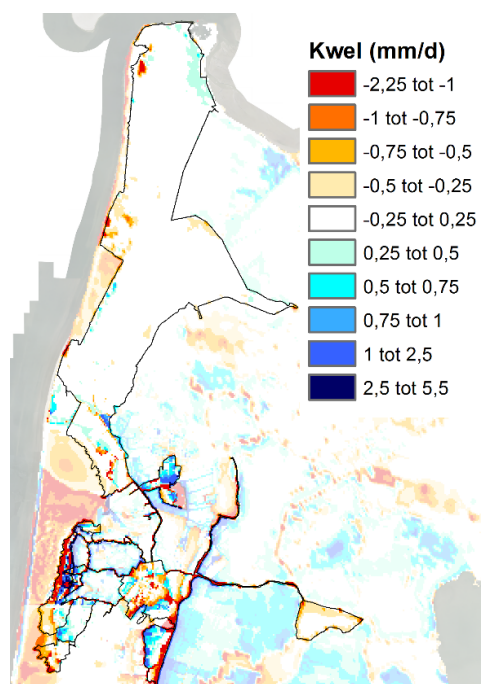 Kwel (mm/d)
-2,25 tot -1
-1 tot -0,75
-0,75 tot -0,5
-0,5 tot -0,25
-0,25 tot 0,25
0,25 tot 0,5
0,5 tot 0,75
0,75 tot 1
1 tot 2,5
2,5 tot 5,5